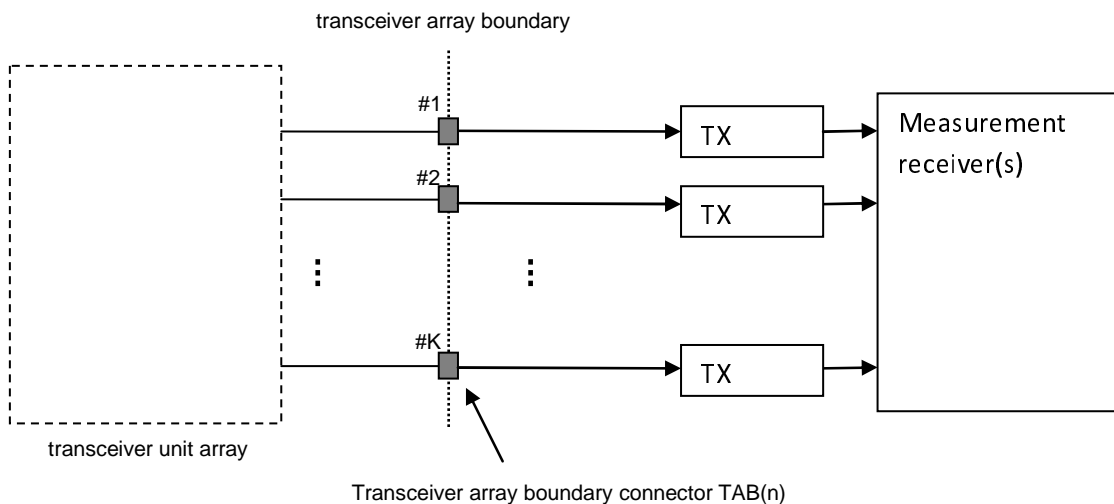 transceiver array boundary
#1
TX
Measurement
receiver(s)
#2
TX
#K
TX
transceiver unit array
Transceiver array boundary connector TAB(n)